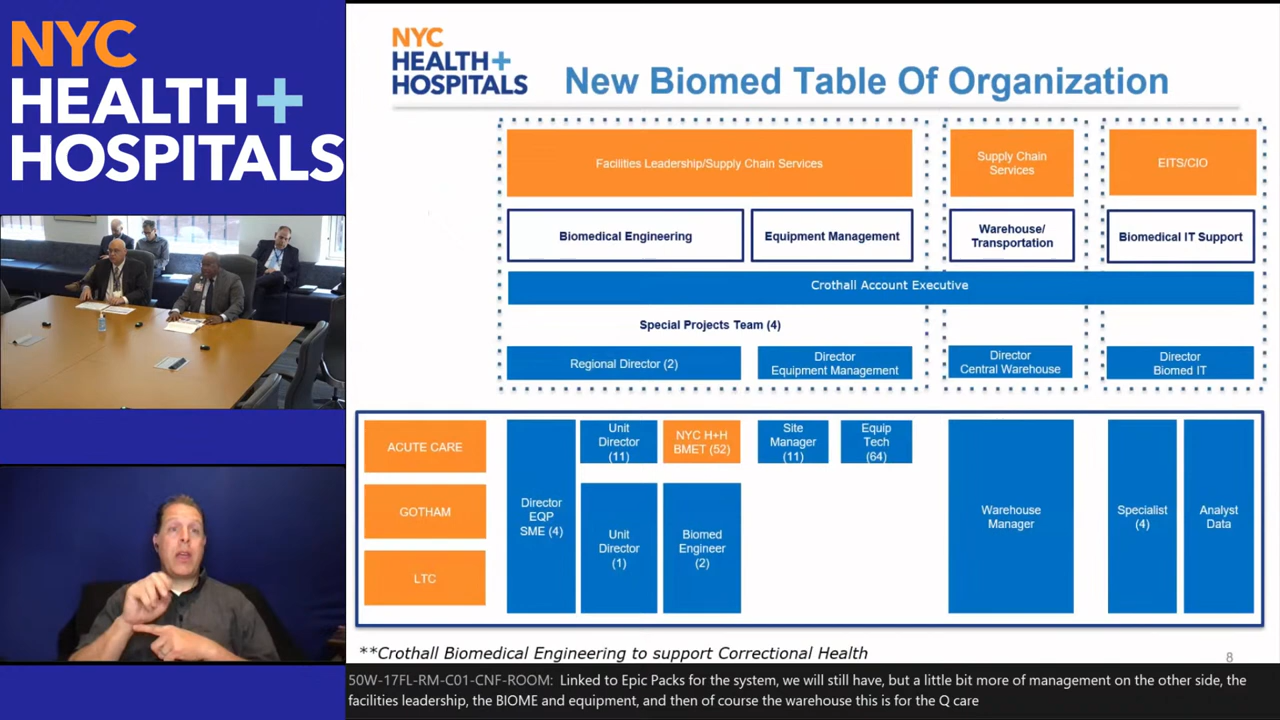 NYC
HEALTH+
HOSPITALS
NYC
HEALTH+
HOSPITALS
New Biomed Table Of Organization
Facilities Leadership/Supply Chain Services
Supply Chain
Services
EITS/CIO
Biomedical Engineering
Equipment Management
Warehouse/
Transportation
Biomedical IT Support
Crothall Account Executive
Special Projects Team (4)
Regional Director (2)
Director
Equipment Management
Director
Central Warehouse
Director
Biomed IT
ACUTE CARE
GOTHAM
LTC
Director
EQP
SME (4)
Unit
Director
(11)
NYC H+H
BMET (52)
Site
Manager
(11)
Equip
Tech
(64)
Unit
Director
(1)
Biomed
Engineer
(2)
Warehouse
Manager
Specialist
(4)
Analyst
Data
**Crothall Biomedical Engineering to support Correctional Health
8
50W-17FL-RM-C01-CNF-ROOM: Linked to Epic Packs for the system, we will still have, but a little bit more of management on the other side, the
facilities leadership, the BIOME and equipment, and then of course the warehouse this is for the Q care